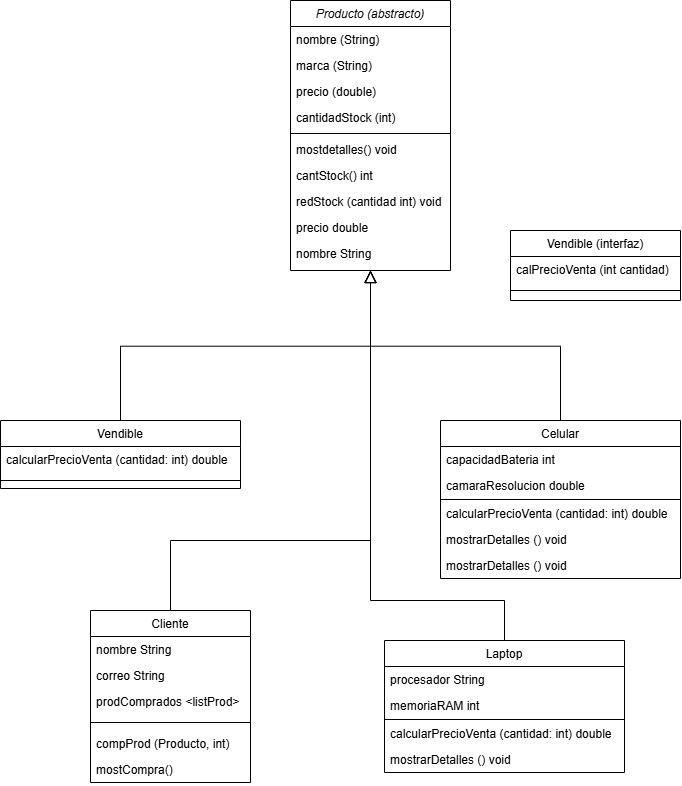 Producto (abstracto)
nombre (String)
marca (String)
precio (double)
cantidadStock (int)
mostdetalles() void
cantStock() int
redStock (cantidad int) void
precio double
nombre String
Vendible (interfaz)
calPrecioVenta (int cantidad)
Vendible
calcularPrecioVenta (cantidad: int) double
Celular
capacidadBateria int
camaraResolucion double
calcularPrecioVenta (cantidad: int) double
mostrarDetalles () void
mostrarDetalles () void
Cliente
nombre String
correo String
prodComprados <listProd>
compProd (Producto, int)
mostCompra()
Laptop
procesador String
memoriaRAM int
calcularPrecioVenta (cantidad: int) double
mostrarDetalles () void